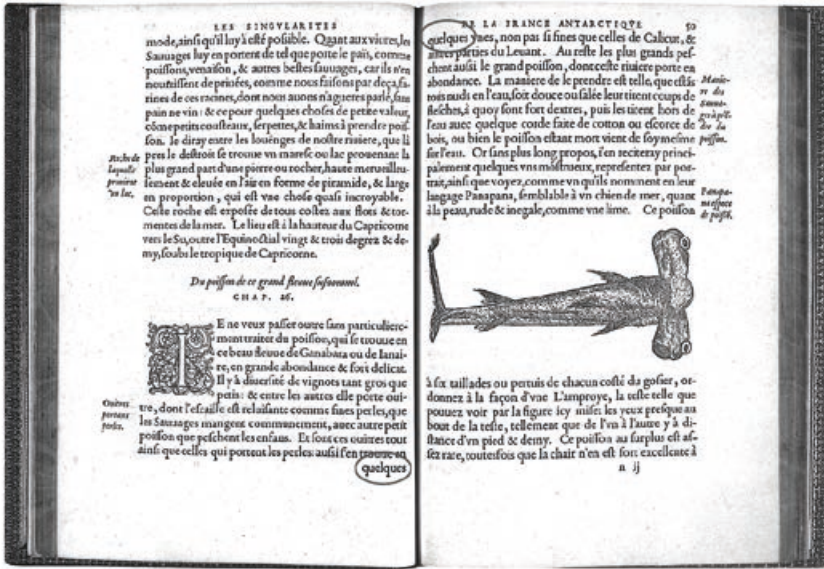 LES SINGVLARITES
mode, ainsi qu'il luy à esté possible. Quant aux viures, les
Sauuages luy en portent de tel que porte le païs, comme
poissons, venaison, & autres bestes sauuages, car ils n'en
nourrissent de priuées, comme nous faisons par deça, fa-
rines de ces racines, dont nous auons n'agueres parlé, sans
pain ne vin: & ce pour quelques choses de petite valeur,
cõme petits cousteaux, serpettes, & haims à prendre pois-
son. Ie diray entre les louënges de nostre riuiere, que là
pres le destroit se trouue vn maresc ou lac prouenant la
plus grand part d'une pierre ou rocher, haute merueilleu-
sement & eleuée en l'air en forme de piramide, & large
en proportion, qui est vne chose quasi incroyable.
Ceste roche est exposée de tous costez aux flots & tor-
mentes de la mer. Le lieu est à la hauteur du Capricorne
vers le Su, outre l'Equinoctial vingt & trois degrez & de-
my, soubs le tropique de Capricorne.
Roche de
laquelle
prouient
un lac.
Du poisson de ce grand fleuue susnommé.
CHAP. 26.
IE ne veux passer outre sans particuliere-
ment traiter du poisson, qui se trouue en
ce beau fleuue de Ganabara ou de Ianai-
re, en grande abondance & fort delicat.
Il y à diuersité de vignots tant gros que
petis: & entre les autres elle porte oui-
tre, dont l'escaille est reluisante comme fines perles, que
les Sauuages mangent communement, auec autre petit
poisson que peschent les enfans. Et sont ces ouitres tout
ainsi que celles qui portent les perles: aussi s'en trouue en
quelques
Ouitres
portans
perles.
DE LA FRANCE ANTARCTIQVE 50
quelques vnes, non pas si fines que celles de Calicut, &
autres parties du Leuant. Au reste les plus grands pes-
chent aussi le grand poisson, dont ceste riuiere porte en
abondance. La maniere de le prendre est telle, que estãs
tous nuds en l'eau, soit douce ou salée leur tirent coups de
flesches, à quoy sont fort dextres, puis les tirent hors de
l'eau auec quelque corde faite de cotton ou escorce de
bois, ou bien le poisson estant mort vient de soymesme
sur l'eau. Or sans plus long propos, i'en reciteray princi-
palement quelques vns mõstrueux, representez par por-
trait, ainsi que voyez, comme vn qu'ils nomment en leur
langage Panapana, semblable à vn chien de mer, quant
à la peau, rude & inegale, comme vne lime. Ce poisson
Manie-
re des
Sauua-
ges à prẽ-
dre du
poisson.
Panapa-
na espece
de poisso.
à six taillades ou pertuis de chacun costé du gosier, or-
donnez à la façon d'vne Lamproye, la teste telle que
pouuez voir par la figure icy mise: les yeux presque au
bout de la teste, tellement que de l'vn à l'autre y à di-
stance d'vn pied & demy. Ce poisson au surplus est as-
sez rare, toutesfois que la chair n'en est fort excellente à
n ij